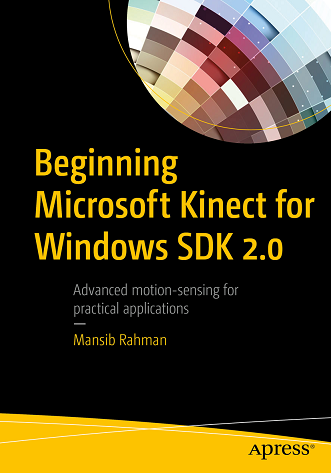 Beginning
Microsoft Kinect for
Windows SDK 2.0
Advanced motion-sensing for
practical applications
Mansib Rahman
Apress®